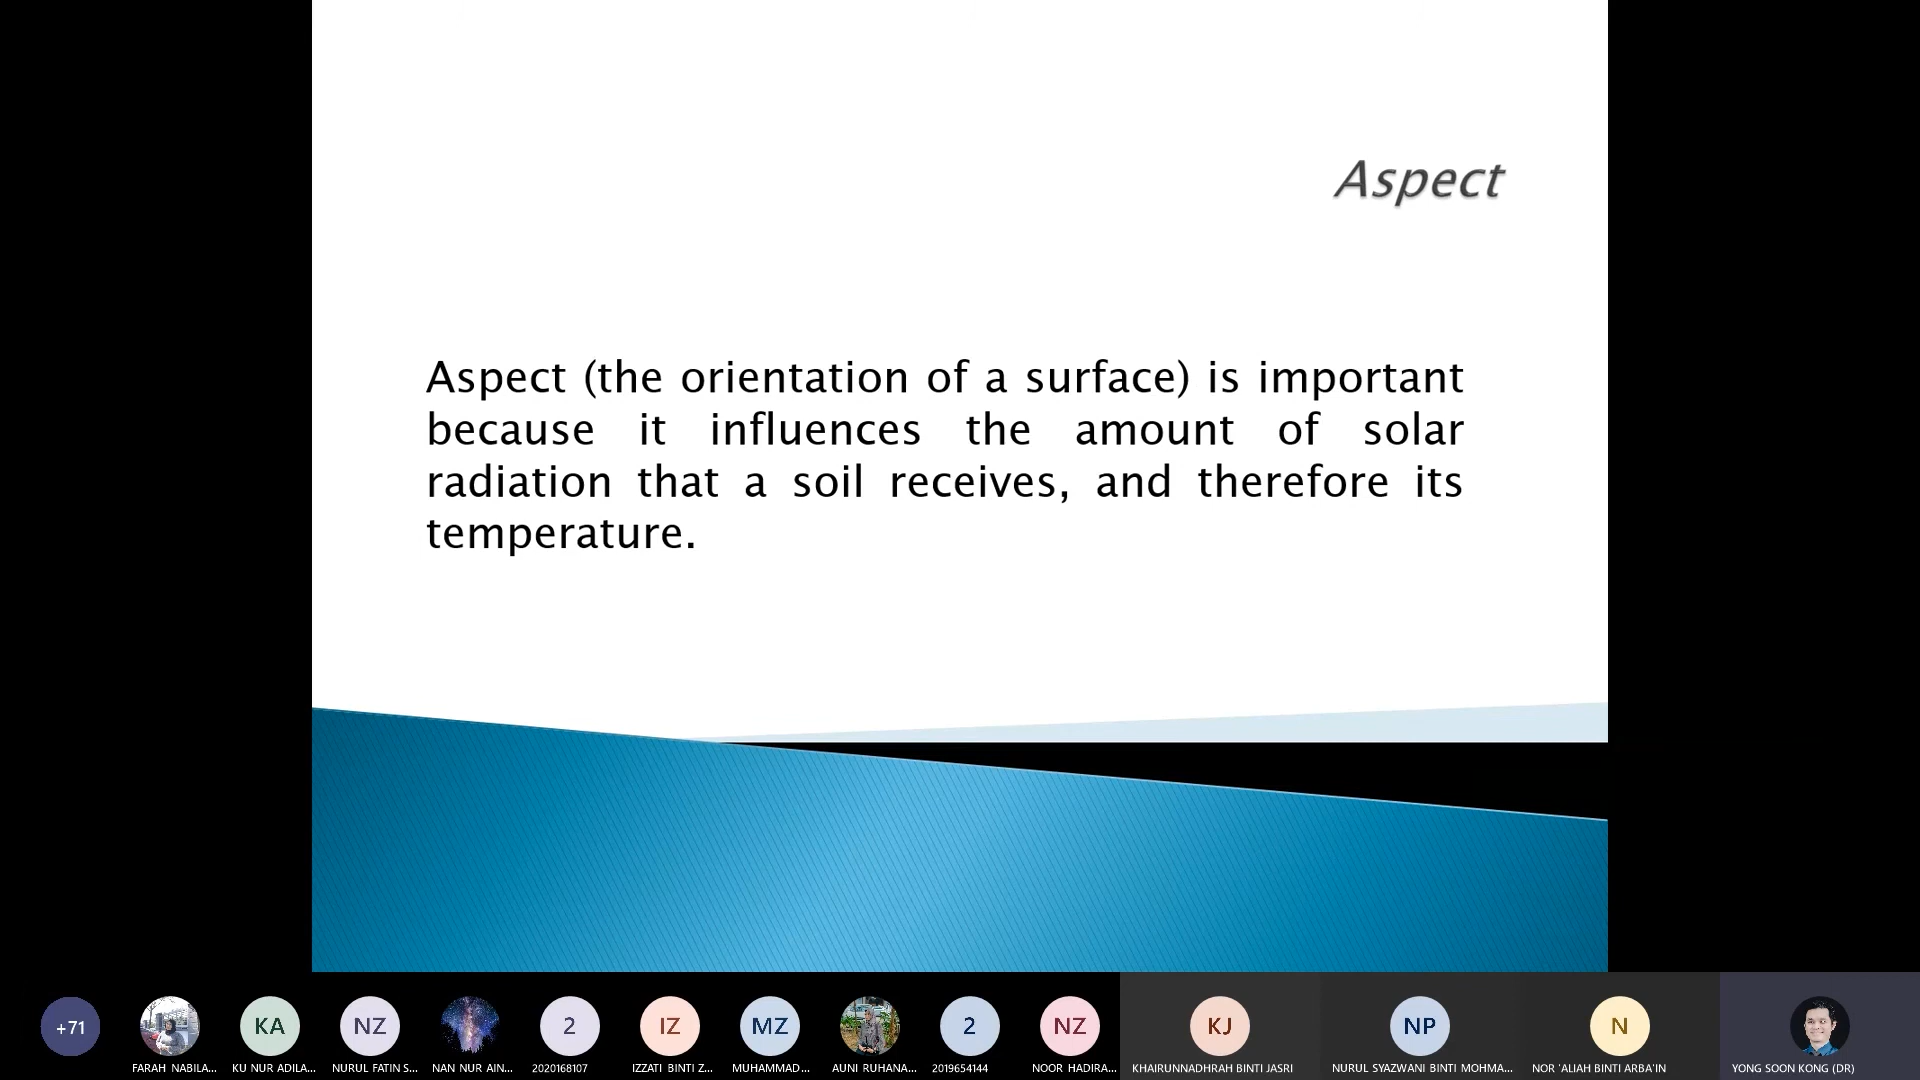 Aspect
Aspect (the orientation of a surface) is important
because it influences the amount of solar
radiation that a soil receives, and therefore its
temperature.
+71
KA
NZ
2
IZ
MZ
2
NZ
KJ
NP
N
FARAH NABILA...
KU NUR ADILA...
NURUL FATIN S...
NAN NUR AIN...
2020168107
IZZATI BINTI Z...
MUHAMMAD...
AUNI RUHANA...
2019654144
NOOR HADIRA...
KHAIRUNNADHRAH BINTI JASRI
NURUL SYAZWANI BINTI MOHMA...
NOR 'ALIAH BINTI ARBA'IN
YONG SOON KONG (DR)